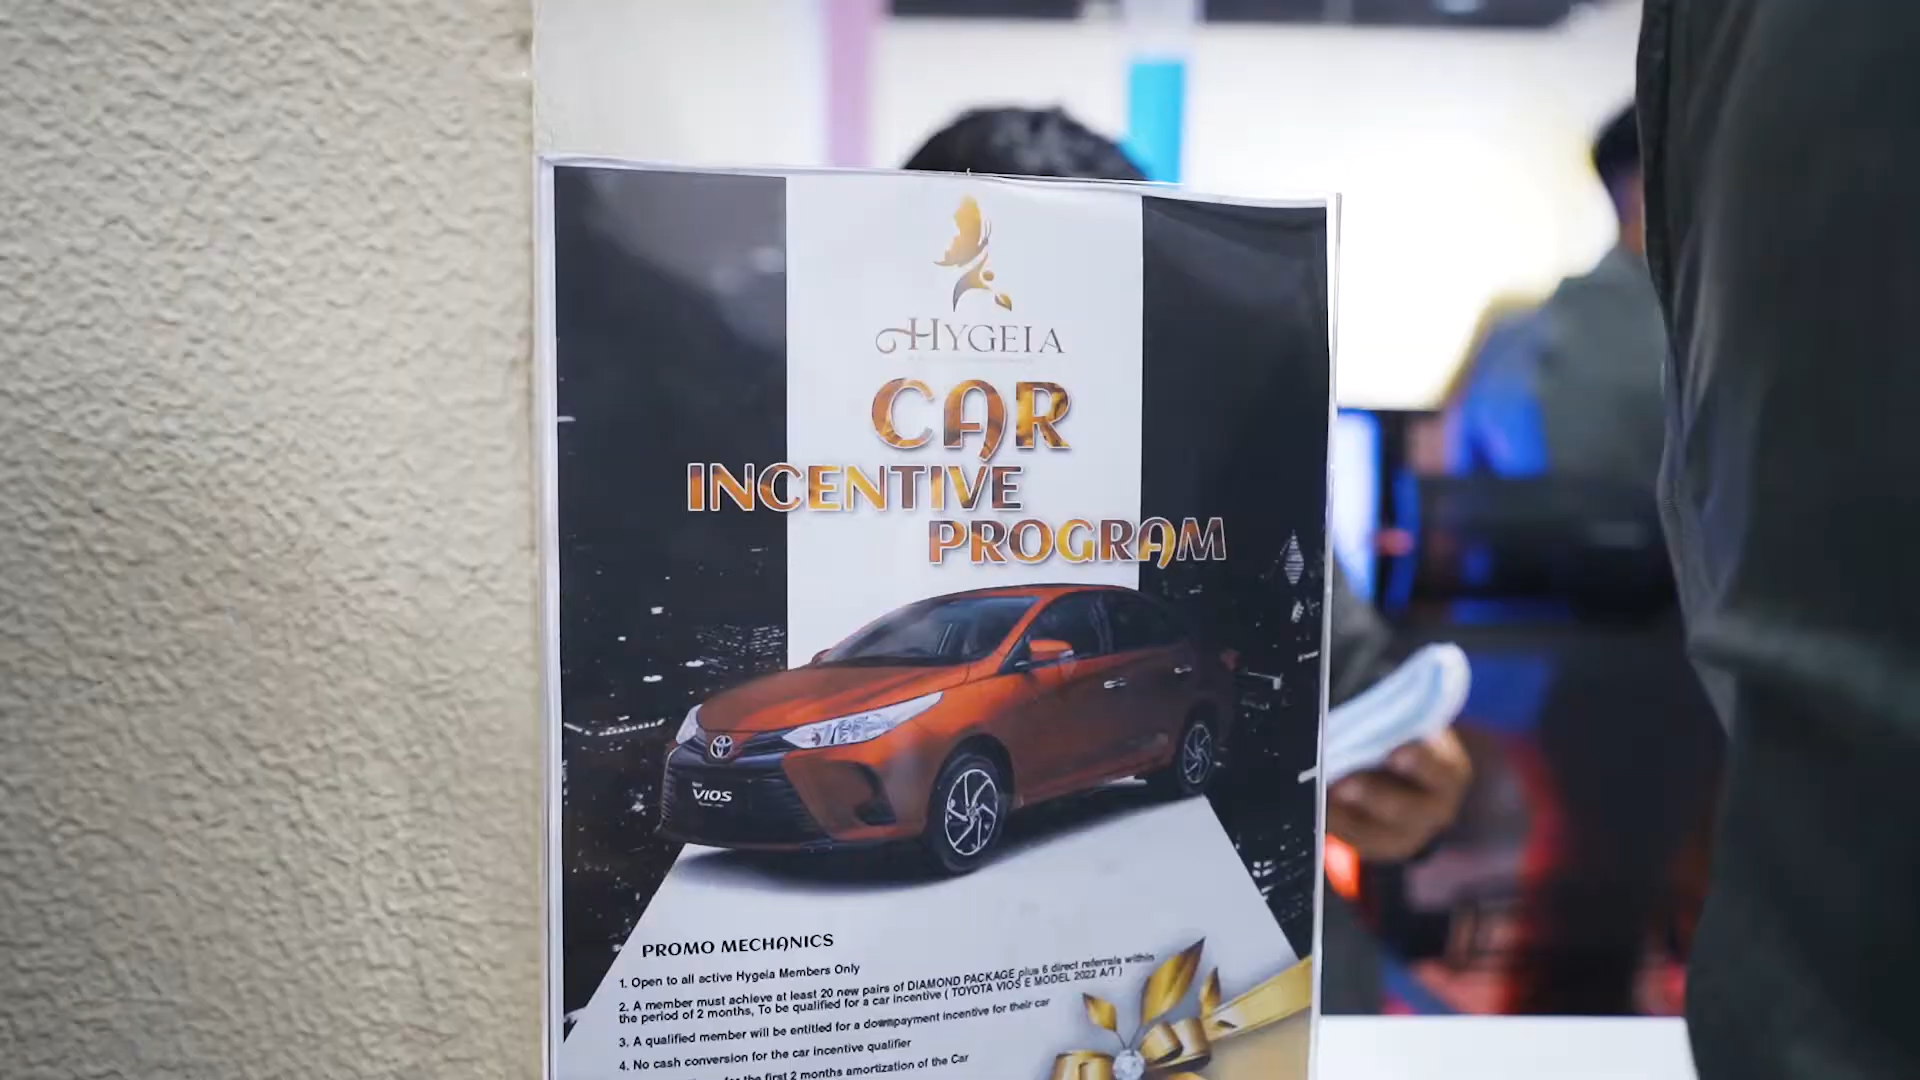 HYGEIA
CAR
INCENTIVE
PROGRAM
VIOS
PROMO MECHANICS
1. Open to all active Hygeia Members Only
2. A member must achieve at least 20 new pairs of DIAMOND PACKAGE plus 6 direct referrals within
the period of 2 months, To be qualified for a car incentive ( TOYOTA VIOS E MODEL 2022 A/T )
3. A qualified member will be entitled for a downpayment incentive for their car
4. No cash conversion for the car incentive qualifier
for the first 2 months amortization of the Car